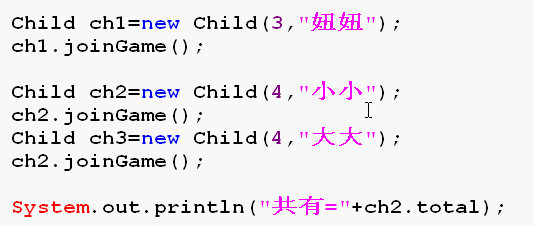 Child ch1=new Child(3,"妞妞");
ch1.joinGame();
Child ch2=new Child(4,"小小");
ch2.joinGame();
Child ch3=new Child(4,"大大");
ch2.joinGame();
System.out.println("共有="+ch2.total);